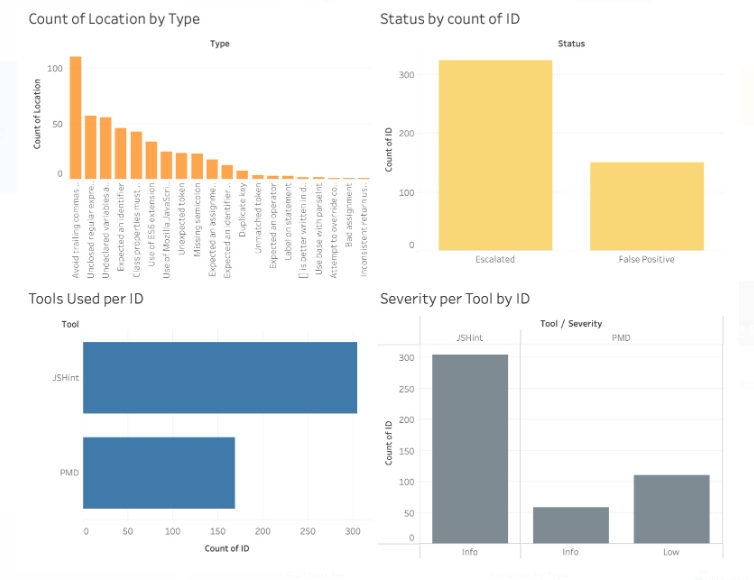 Count of Location by Type
Type
Count of Location
100
50
0
Avoid trailing commas...
Unclosed regular expre..
Undeclared variables a..
Expected an identifier
Class properties must ..
Use of ES6 extension
Use of Mozilla JavaScri..
Unexpected token
Missing semicolon
Expected an assignme..
Expected an identifier ..
Duplicate key
Unmatched token
Expected an operator
Label on statement
[] is better written in d..
Use base with parseInt
Attempt to override co..
Bad assignment
Inconsistent return us..
Status by count of ID
Status
Count of ID
300
200
100
0
Escalated
False Positive
Tools Used per ID
Tool
JSHint
PMD
0 50 100 150 200 250 300
Count of ID
Severity per Tool by ID
Tool / Severity
JSHint PMD
Count of ID
300
250
200
150
100
50
0
Info Info Low